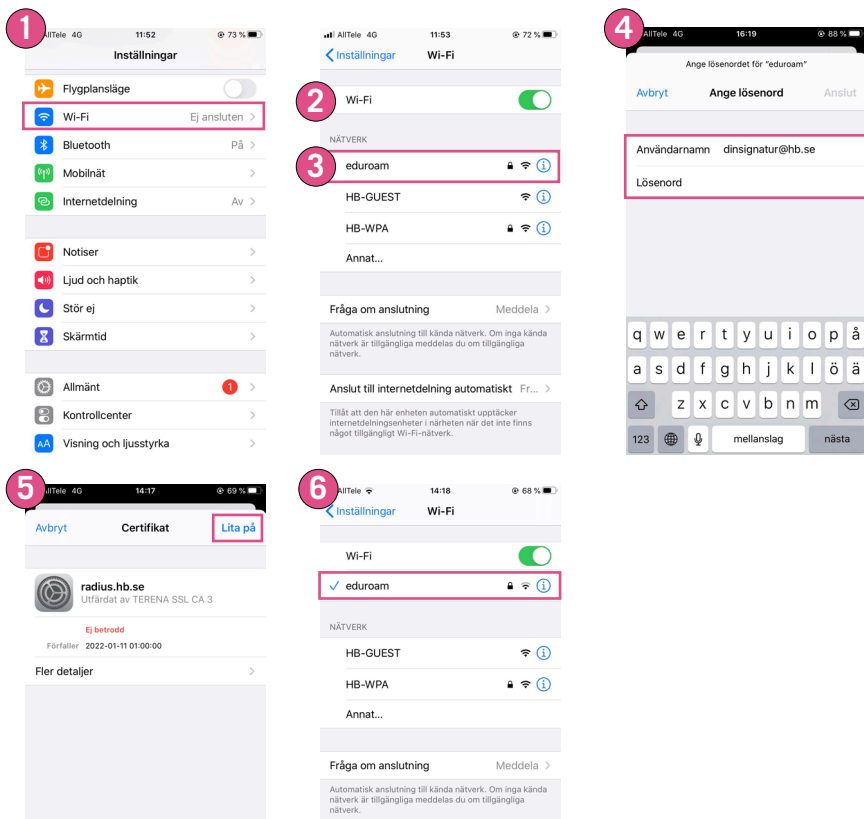 1
AllTele 4G 11:52 73 %
Inställningar
Flygplansläge
Wi-Fi Ej ansluten
Bluetooth På
Mobilnät
Internetdelning Av
Notiser
Ljud och haptik
Stör ej
Skärmtid
Allmänt 1
Kontrollcenter
AA Visning och ljusstyrka
AllTele 4G 11:53 72 %
Inställningar Wi-Fi
2
Wi-Fi
NÄTVERK
3
eduroam
HB-GUEST
HB-WPA
Annat...
Fråga om anslutning Meddela
Automatisk anslutning till kända nätverk. Om inga kända
nätverk är tillgängliga meddelas du om tillgängliga
nätverk.
Anslut till internetdelning automatiskt Fr...
Tillåt att den här enheten automatiskt upptäcker
internetdelningsenheter i närheten när det inte finns
något tillgängligt Wi-Fi-nätverk.
4
AllTele 4G 16:19 88 %
Ange lösenordet för "eduroam"
Avbryt Ange lösenord Anslut
Användarnamn dinsignatur@hb.se
Lösenord
q w e r t y u i o p å
a s d f g h j k l ö ä
z x c v b n m
123 mellanslag nästa
5
AllTele 4G 14:17 69 %
Avbryt Certifikat Lita på
radius.hb.se
Utfärdat av TERENA SSL CA 3
Ej betrodd
Förfaller 2022-01-11 01:00:00
Fler detaljer
6
AllTele 14:18 68 %
Inställningar Wi-Fi
Wi-Fi
eduroam
NÄTVERK
HB-GUEST
HB-WPA
Annat...
Fråga om anslutning Meddela
Automatisk anslutning till kända nätverk. Om inga kända
nätverk är tillgängliga meddelas du om tillgängliga
nätverk.